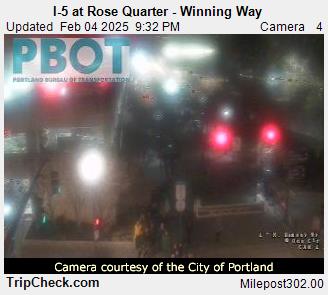 I-5 at Rose Quarter - Winning Way
Updated Feb 04 2025 9:32 PM Camera 4
PBOT
PORTLAND BUREAU OF TRANSPORTATION
Camera courtesy of the City of Portland
TripCheck.com Milepost302.00